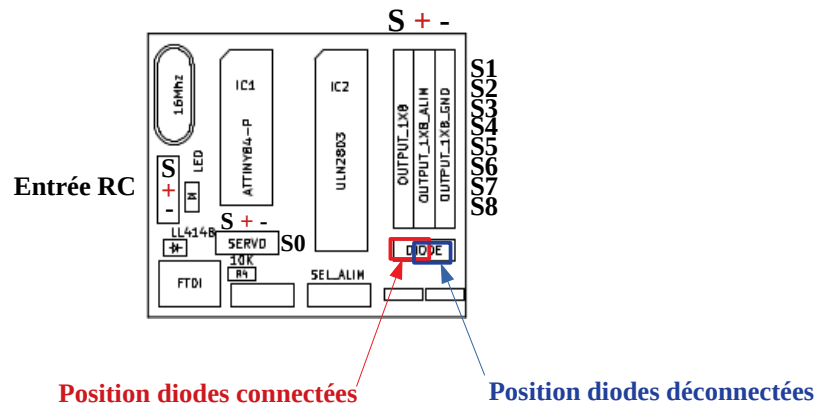 S + -
S1
S2
S3
S4
S5
S6
S7
S8
16Mhz
IC1
ATTINY84-P
IC2
ULN2803
OUTPUT_1X8
OUTPUT_1X8_ALIM
OUTPUT_1X8_GND
Entrée RC
S
+
-
LED
LL4148
S + -
SERVO
S0
10K
R4
FTDI
SEL_ALIM
DIODE
Position diodes connectées
Position diodes déconnectées